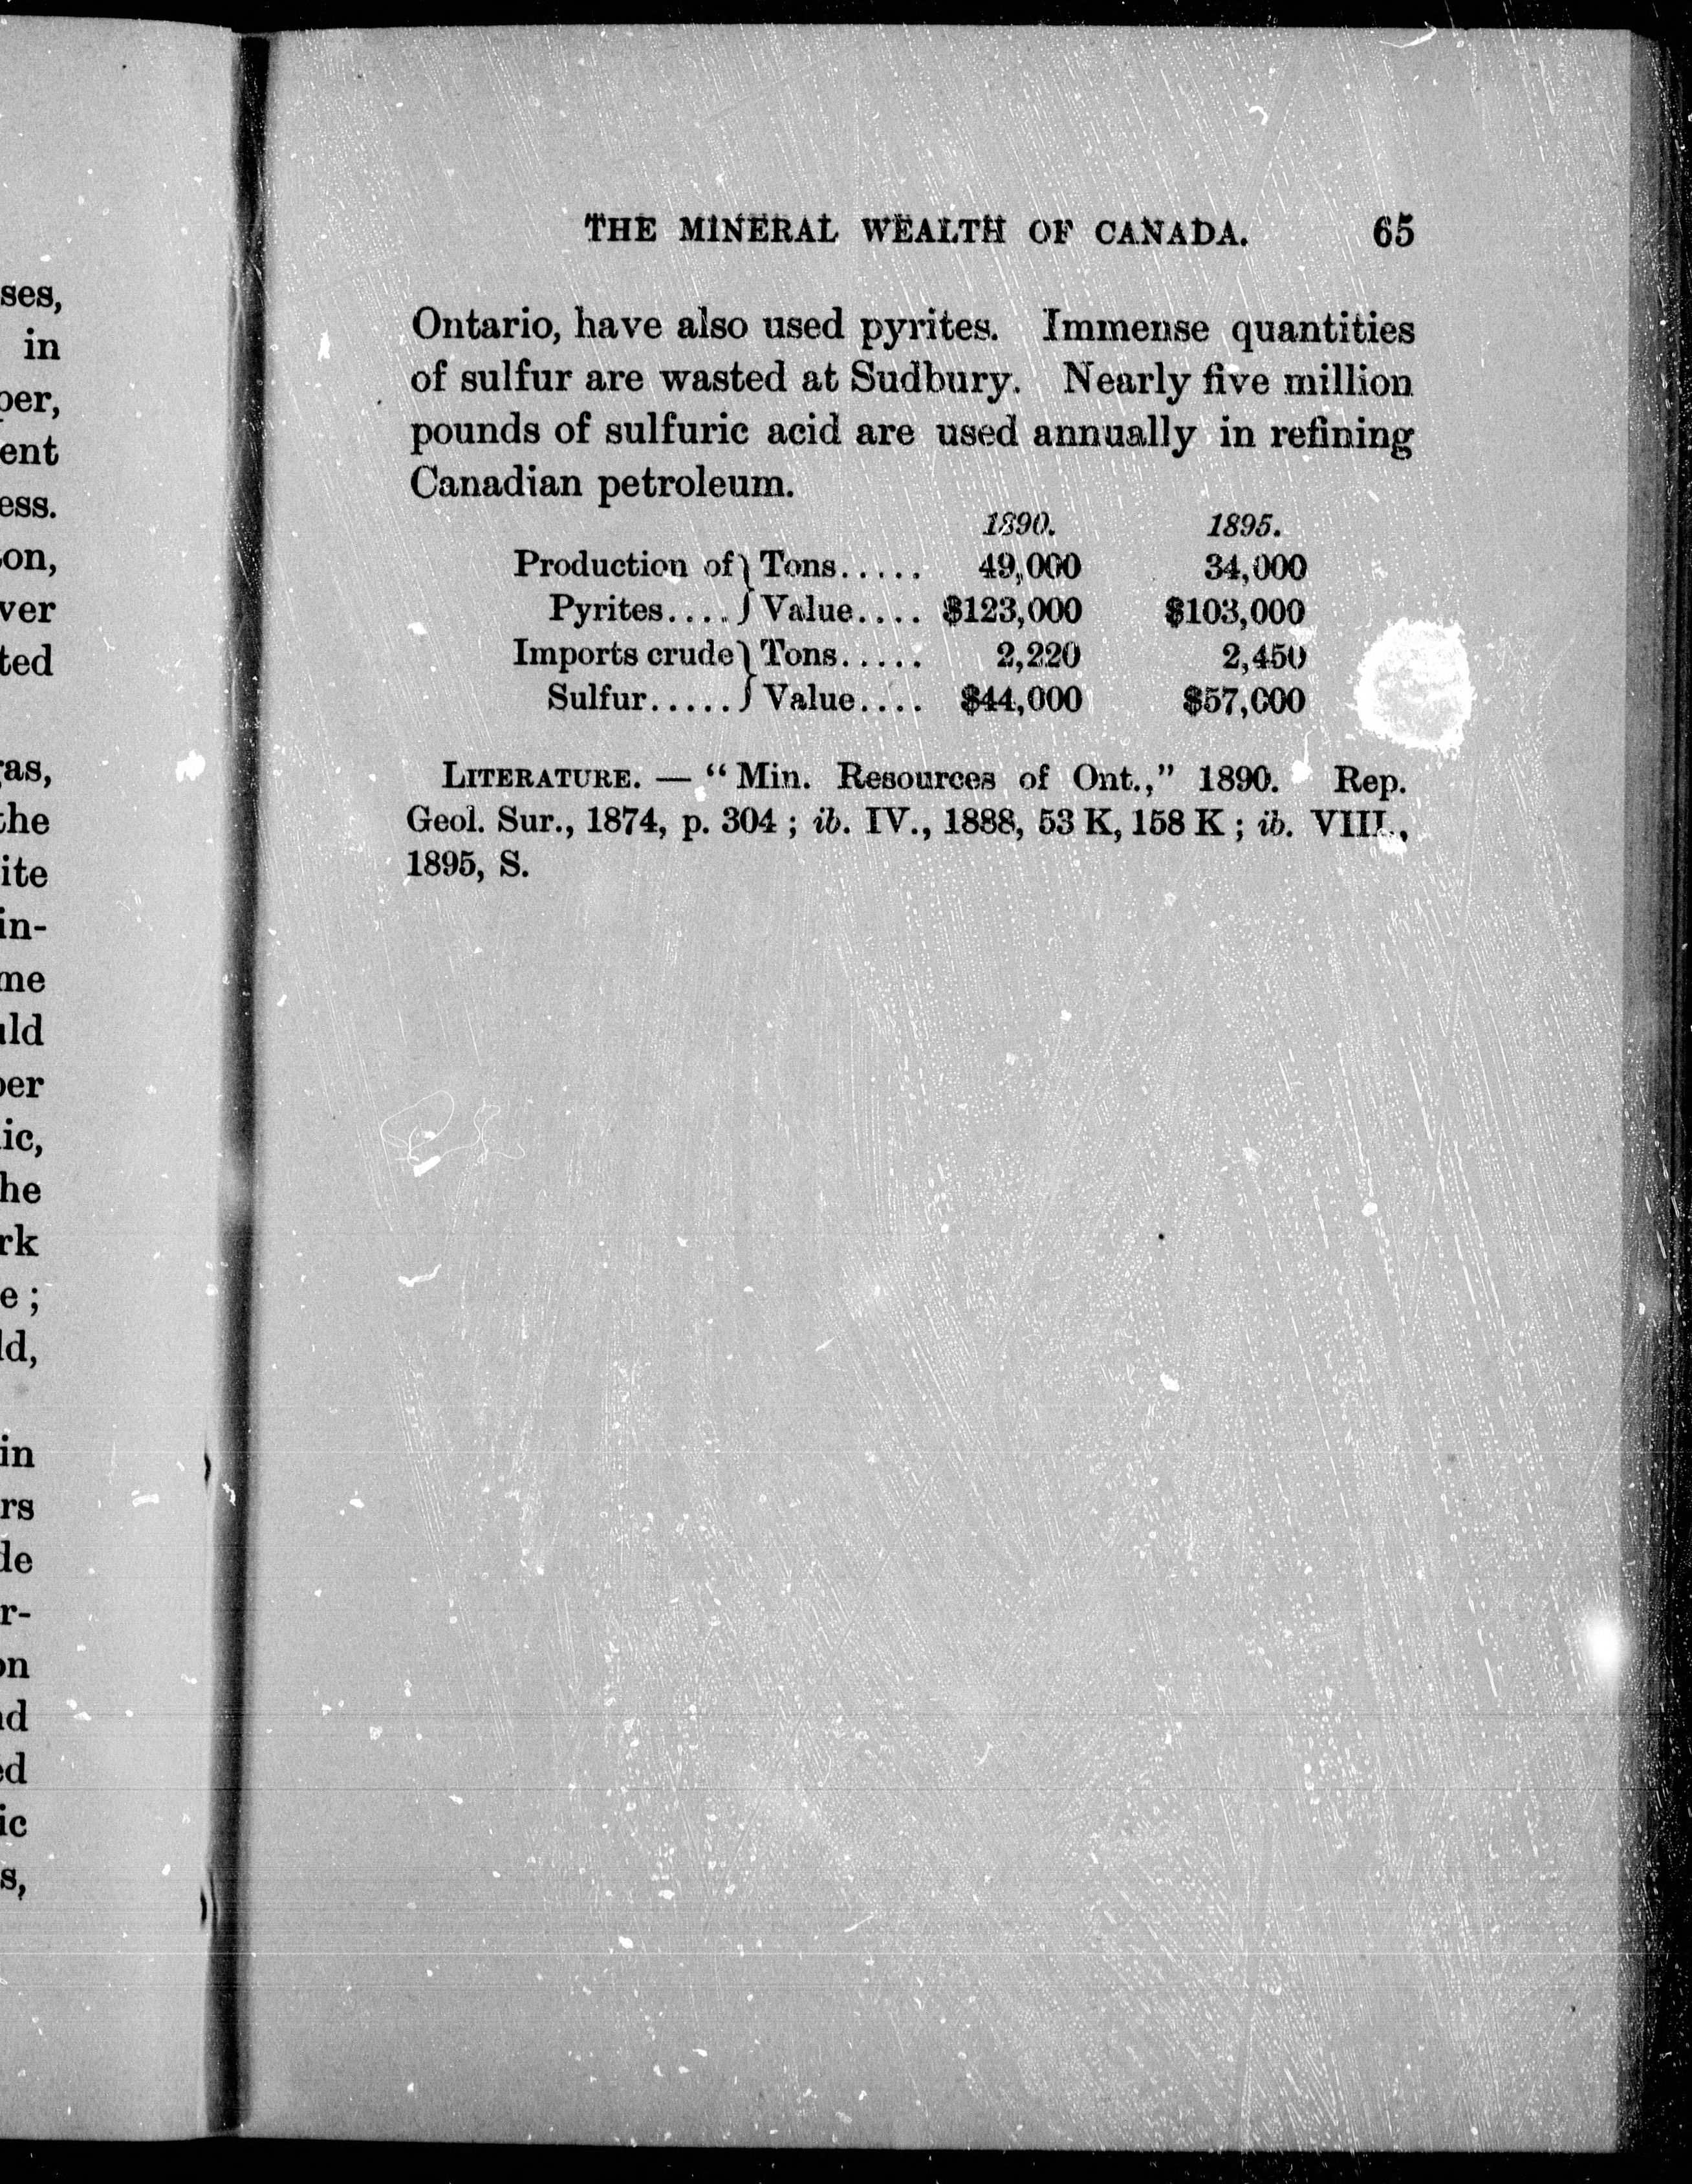 THE MINERAL WEALTH OF CANADA. 65
Ontario, have also used pyrites. Immense quantities
of sulfur are wasted at Sudbury. Nearly five million
pounds of sulfuric acid are used annually in refining
Canadian petroleum.
1890. 1895.
Production of } Tons..... 49,000 34,000
Pyrites.... } Value.... $123,000 $103,000
Imports crude } Tons..... 2,220 2,450
Sulfur..... } Value.... $44,000 $57,000
LITERATURE. — “Min. Resources of Ont.,” 1890. Rep.
Geol. Sur., 1874, p. 304 ; ib. IV., 1888, 53 K, 158 K ; ib. VIII.,
1895, S.